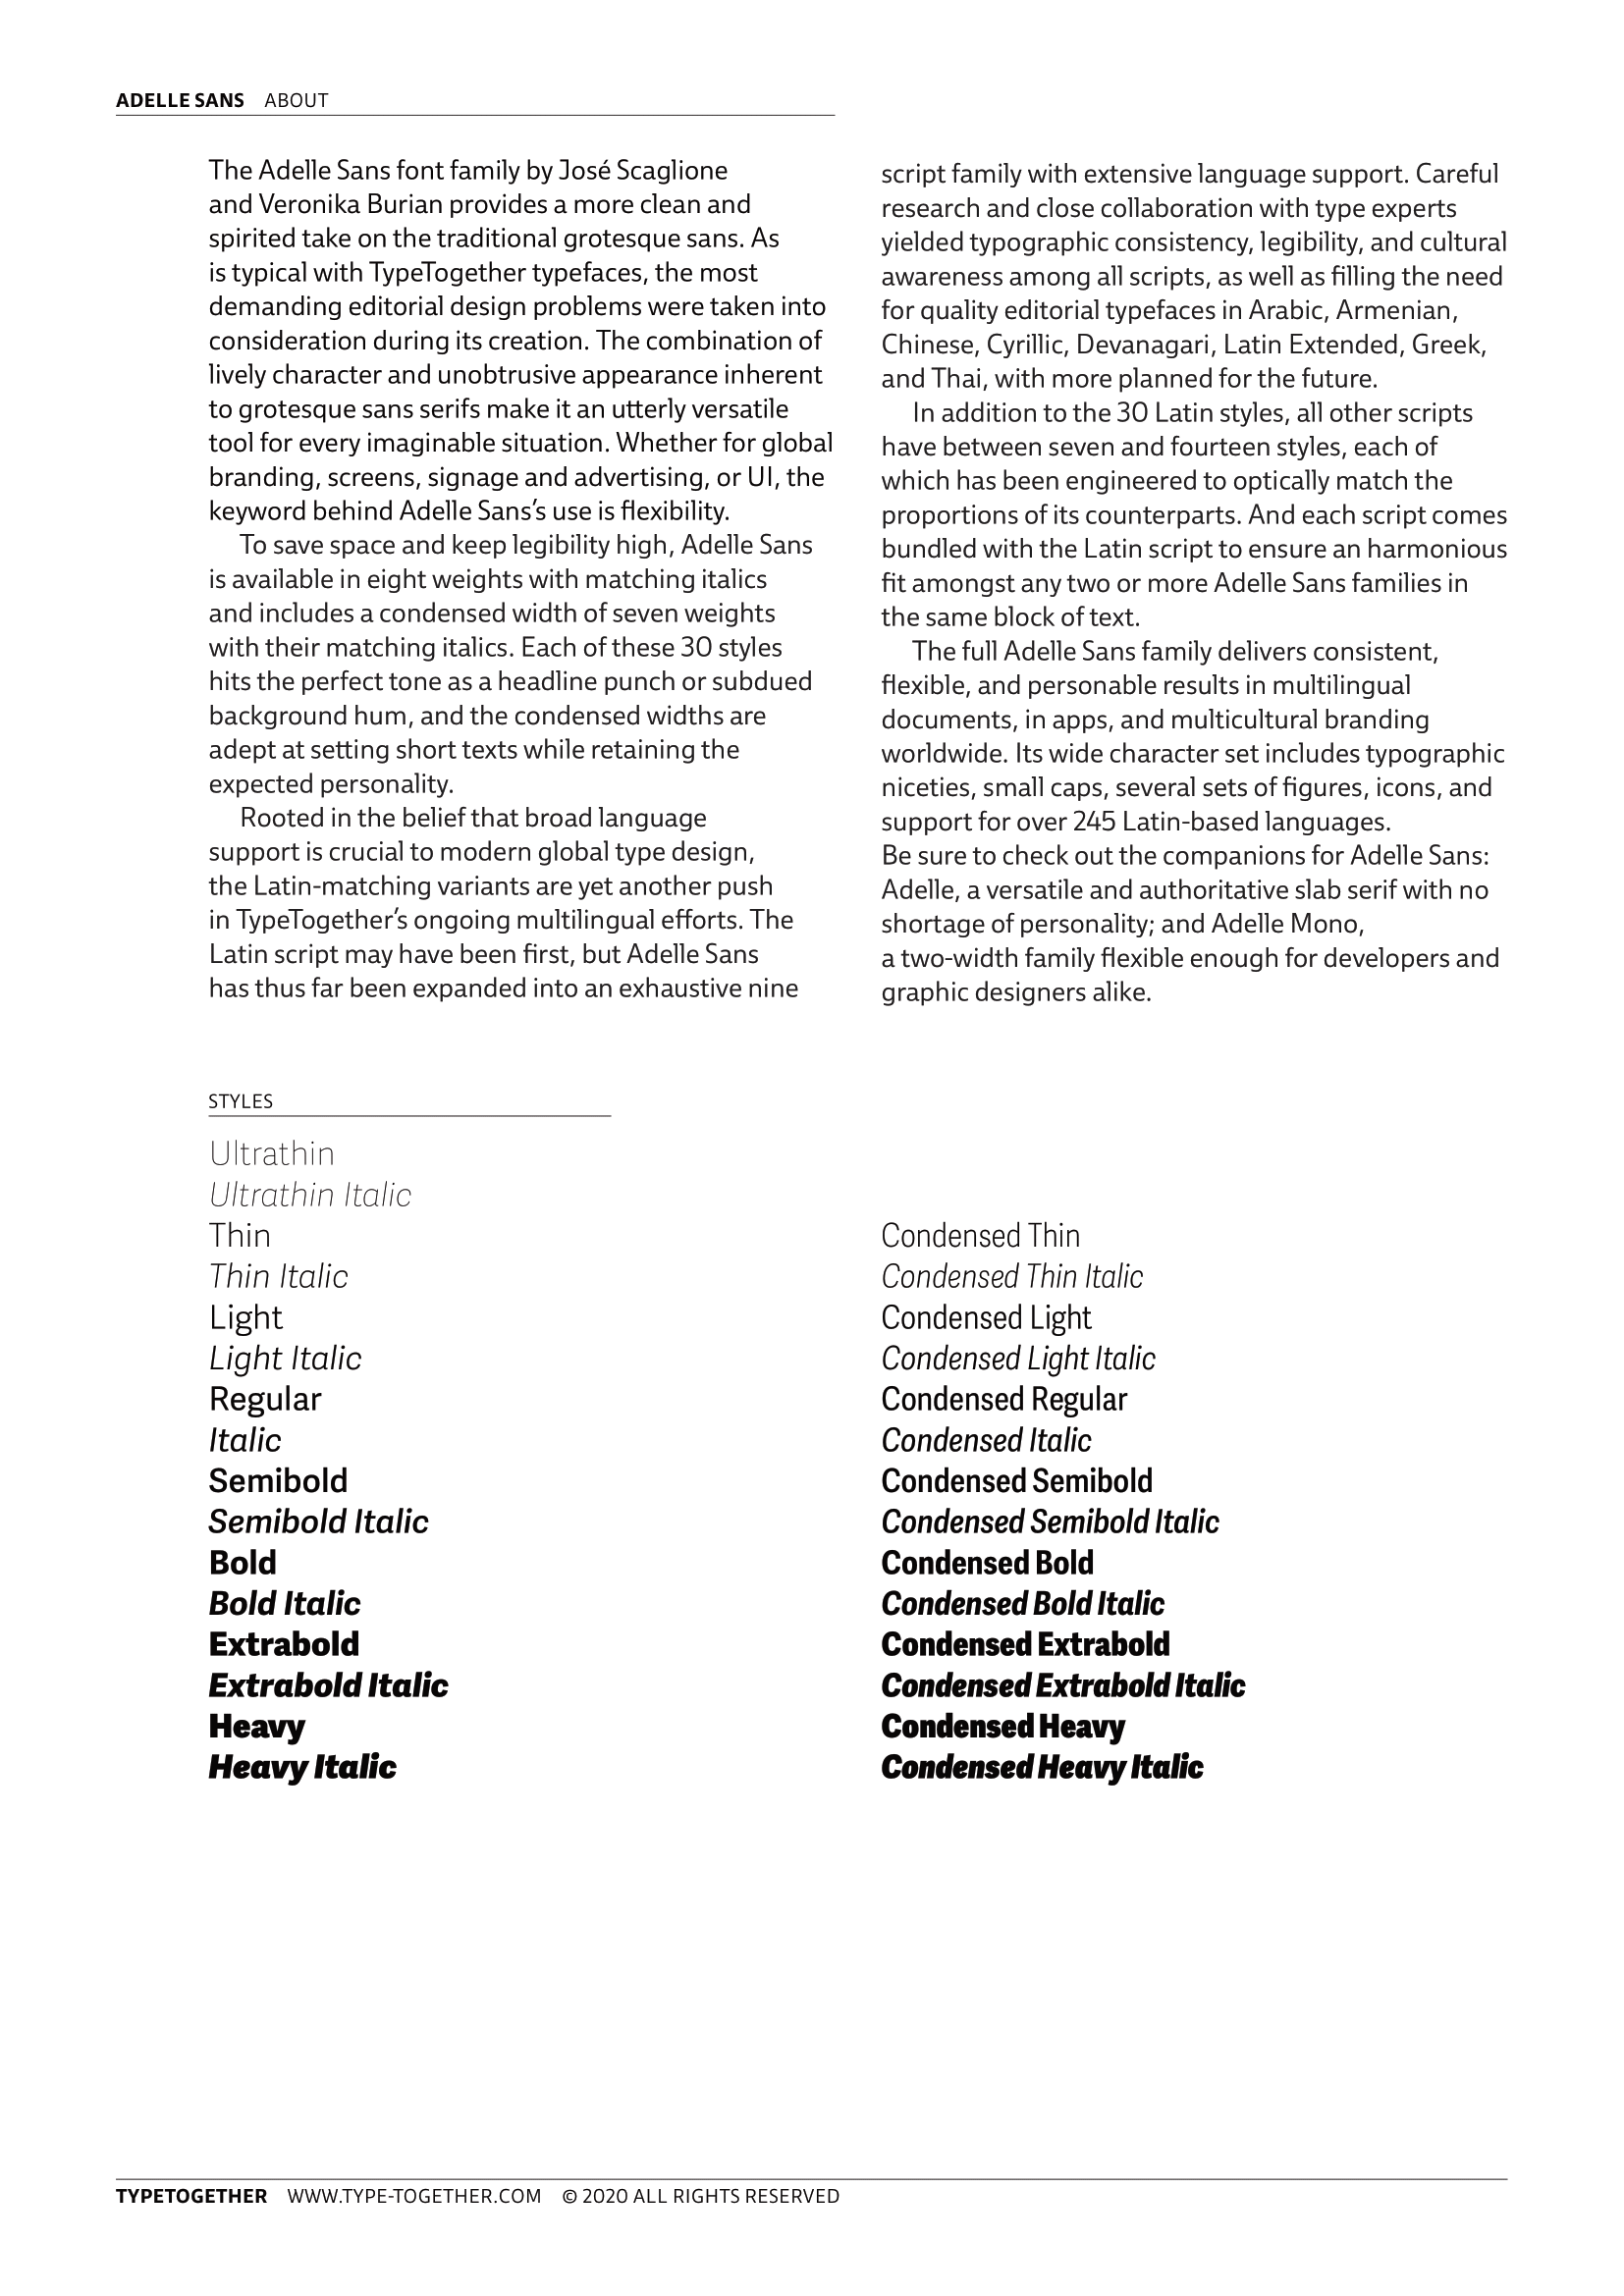 ADELLE SANS ABOUT
The Adelle Sans font family by José Scaglione
and Veronika Burian provides a more clean and
spirited take on the traditional grotesque sans. As
is typical with TypeTogether typefaces, the most
demanding editorial design problems were taken into
consideration during its creation. The combination of
lively character and unobtrusive appearance inherent
to grotesque sans serifs make it an utterly versatile
tool for every imaginable situation. Whether for global
branding, screens, signage and advertising, or UI, the
keyword behind Adelle Sans’s use is flexibility.
To save space and keep legibility high, Adelle Sans
is available in eight weights with matching italics
and includes a condensed width of seven weights
with their matching italics. Each of these 30 styles
hits the perfect tone as a headline punch or subdued
background hum, and the condensed widths are
adept at setting short texts while retaining the
expected personality.
Rooted in the belief that broad language
support is crucial to modern global type design,
the Latin-matching variants are yet another push
in TypeTogether’s ongoing multilingual efforts. The
Latin script may have been first, but Adelle Sans
has thus far been expanded into an exhaustive nine
script family with extensive language support. Careful
research and close collaboration with type experts
yielded typographic consistency, legibility, and cultural
awareness among all scripts, as well as filling the need
for quality editorial typefaces in Arabic, Armenian,
Chinese, Cyrillic, Devanagari, Latin Extended, Greek,
and Thai, with more planned for the future.
In addition to the 30 Latin styles, all other scripts
have between seven and fourteen styles, each of
which has been engineered to optically match the
proportions of its counterparts. And each script comes
bundled with the Latin script to ensure an harmonious
fit amongst any two or more Adelle Sans families in
the same block of text.
The full Adelle Sans family delivers consistent,
flexible, and personable results in multilingual
documents, in apps, and multicultural branding
worldwide. Its wide character set includes typographic
niceties, small caps, several sets of figures, icons, and
support for over 245 Latin-based languages.
Be sure to check out the companions for Adelle Sans:
Adelle, a versatile and authoritative slab serif with no
shortage of personality; and Adelle Mono,
a two-width family flexible enough for developers and
graphic designers alike.
STYLES
Ultrathin
Ultrathin Italic
Thin
Thin Italic
Light
Light Italic
Regular
Italic
Semibold
Semibold Italic
Bold
Bold Italic
Extrabold
Extrabold Italic
Heavy
Heavy Italic
Condensed Thin
Condensed Thin Italic
Condensed Light
Condensed Light Italic
Condensed Regular
Condensed Italic
Condensed Semibold
Condensed Semibold Italic
Condensed Bold
Condensed Bold Italic
Condensed Extrabold
Condensed Extrabold Italic
Condensed Heavy
Condensed Heavy Italic
TYPETOGETHER WWW.TYPE-TOGETHER.COM © 2020 ALL RIGHTS RESERVED